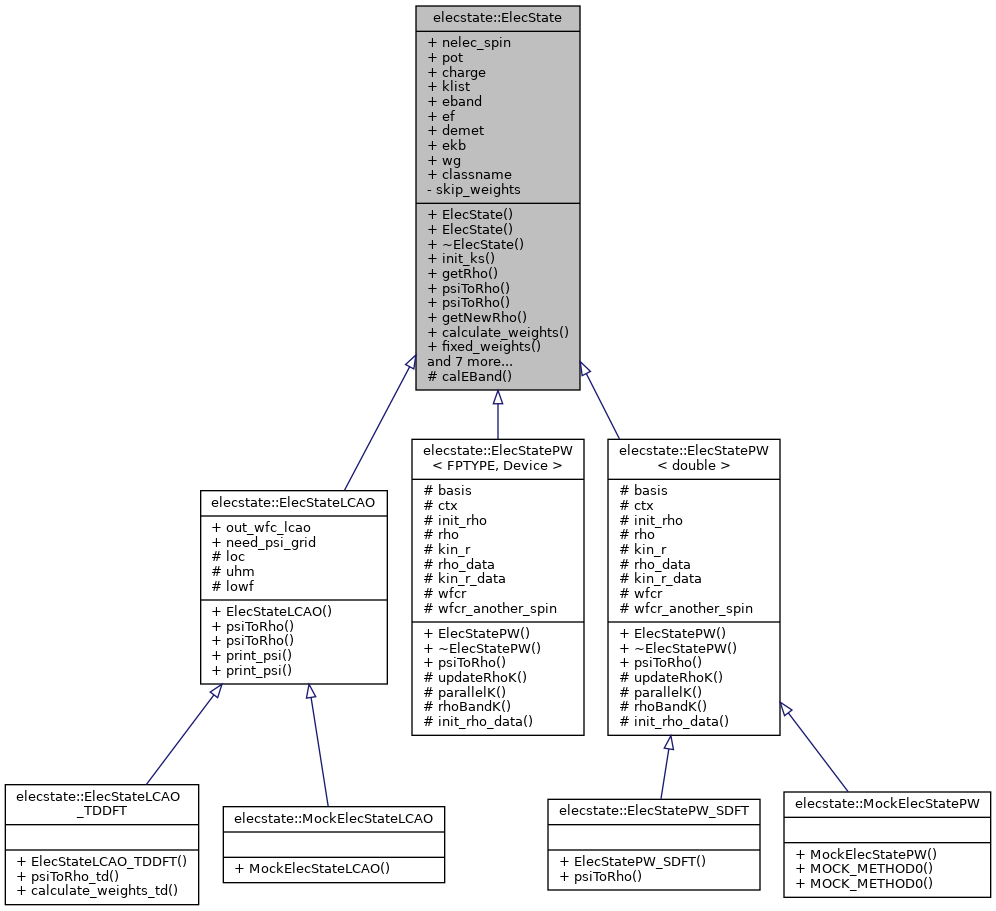 elecstate::ElecState
+ nelec_spin
+ pot
+ charge
+ klist
+ eband
+ ef
+ demet
+ ekb
+ wg
+ classname
- skip_weights
+ ElecState()
+ ElecState()
+ ~ElecState()
+ init_ks()
+ getRho()
+ psiToRho()
+ psiToRho()
+ getNewRho()
+ calculate_weights()
+ fixed_weights()
and 7 more...
# calEBand()
elecstate::ElecStateLCAO
+ out_wfc_lcao
+ need_psi_grid
# loc
# uhm
# lowf
+ ElecStateLCAO()
+ psiToRho()
+ psiToRho()
+ print_psi()
+ print_psi()
elecstate::ElecStatePW
< FPTYPE, Device >
# basis
# ctx
# init_rho
# rho
# kin_r
# rho_data
# kin_r_data
# wfcr
# wfcr_another_spin
+ ElecStatePW()
+ ~ElecStatePW()
+ psiToRho()
# updateRhoK()
# parallelK()
# rhoBandK()
# init_rho_data()
elecstate::ElecStatePW
< double >
# basis
# ctx
# init_rho
# rho
# kin_r
# rho_data
# kin_r_data
# wfcr
# wfcr_another_spin
+ ElecStatePW()
+ ~ElecStatePW()
+ psiToRho()
# updateRhoK()
# parallelK()
# rhoBandK()
# init_rho_data()
elecstate::ElecStateLCAO
_TDDFT
+ ElecStateLCAO_TDDFT()
+ psiToRho_td()
+ calculate_weights_td()
elecstate::MockElecStateLCAO
+ MockElecStateLCAO()
elecstate::ElecStatePW_SDFT
+ ElecStatePW_SDFT()
+ psiToRho()
elecstate::MockElecStatePW
+ MockElecStatePW()
+ MOCK_METHOD0()
+ MOCK_METHOD0()